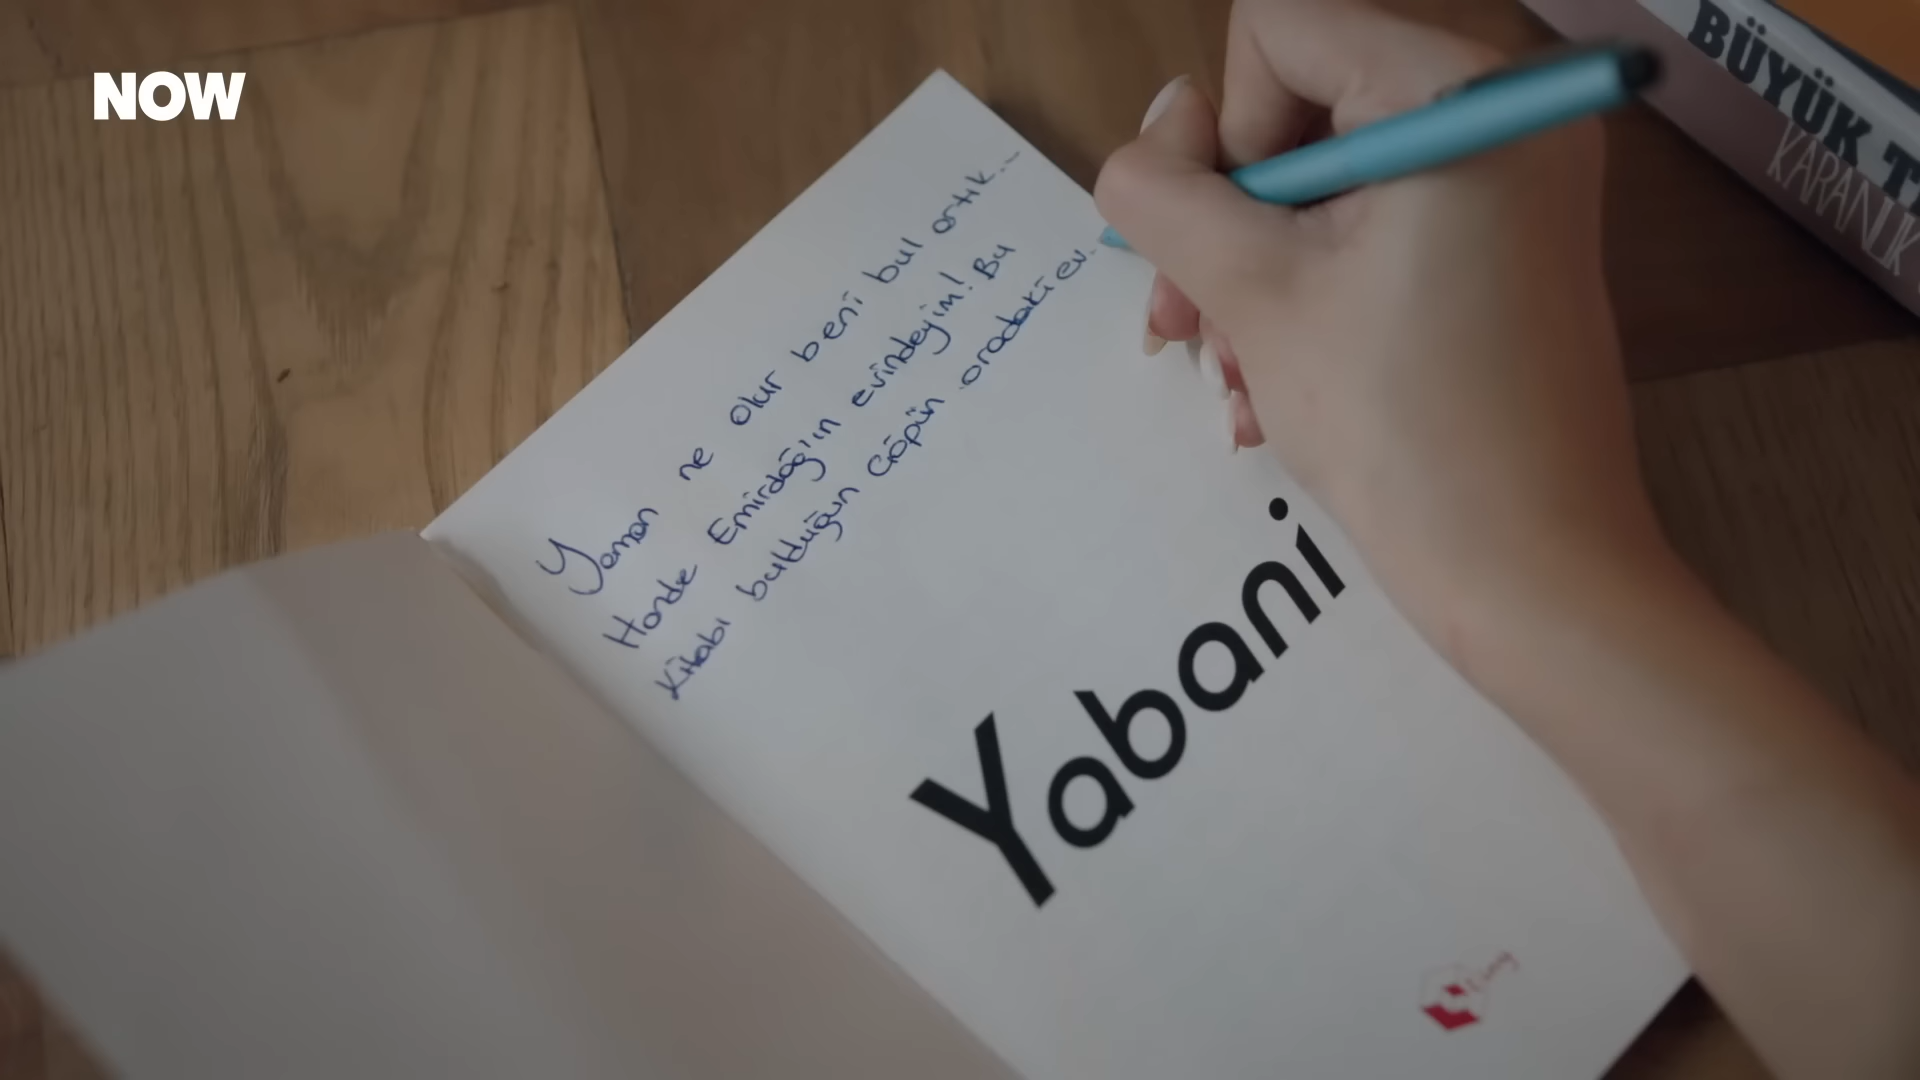 NOW
Yaman ne olur beni bul artık...
Hande Emirdağ'ın evindeyim! Bu
Kitabı bulduğun çöpün oradaki ev.
Yabani
BÜYÜK
KARANLIK